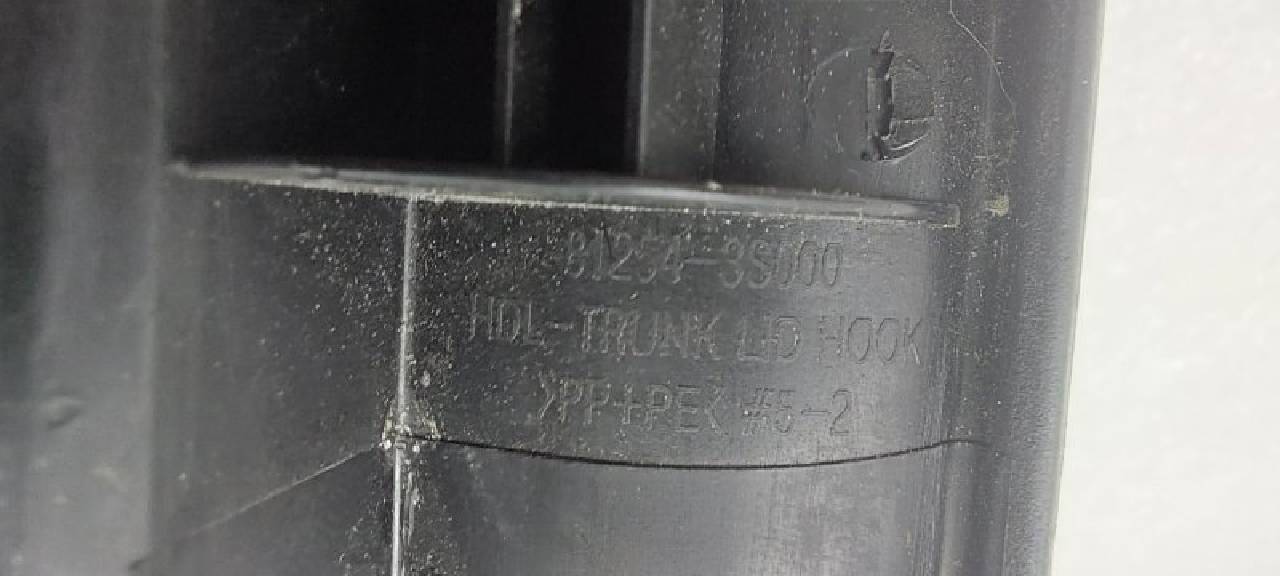 81254-3S000
HDL-TRUNK LID HOOK
>PP+PE< #5-2